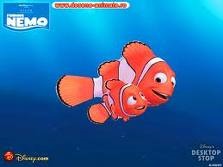 www.desene-animate.ro
FINDING
NEMO
Disney.com
DISNEY'S
DESKTOP
STOP